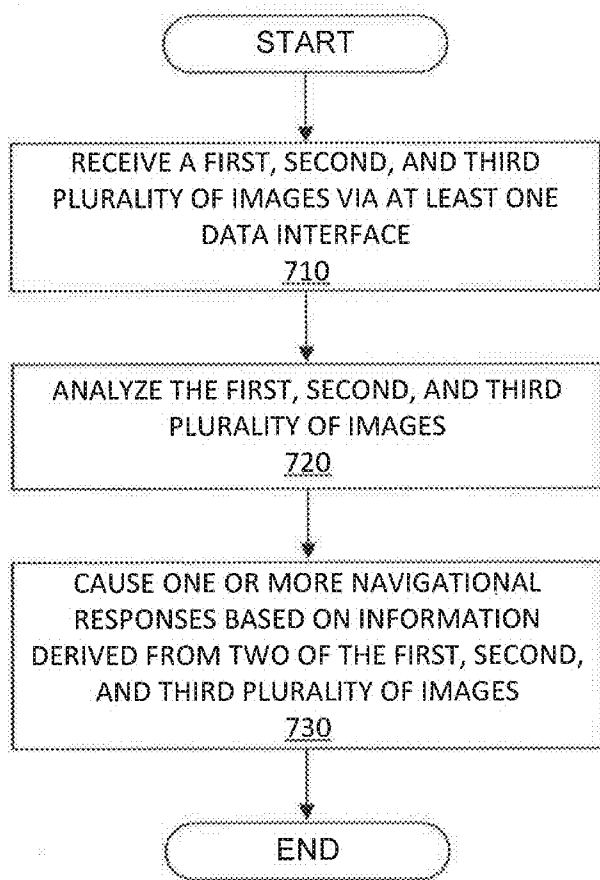 START
RECEIVE A FIRST, SECOND, AND THIRD
PLURALITY OF IMAGES VIA AT LEAST ONE
DATA INTERFACE
710
ANALYZE THE FIRST, SECOND, AND THIRD
PLURALITY OF IMAGES
720
CAUSE ONE OR MORE NAVIGATIONAL
RESPONSES BASED ON INFORMATION
DERIVED FROM TWO OF THE FIRST, SECOND,
AND THIRD PLURALITY OF IMAGES
730
END